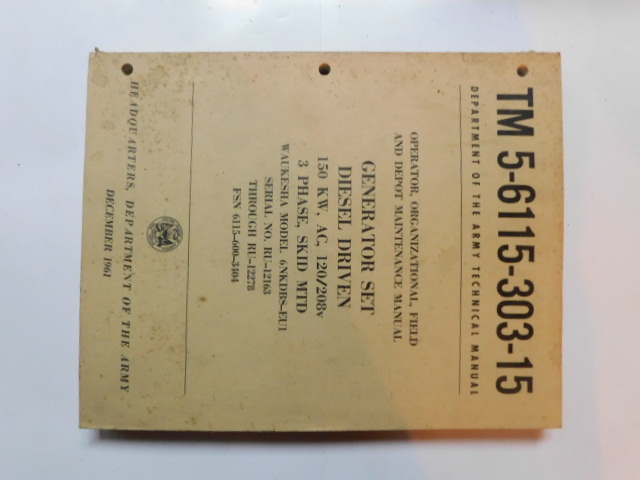 TM 5-6115-303-15
DEPARTMENT OF THE ARMY TECHNICAL MANUAL
OPERATOR, ORGANIZATIONAL, FIELD
AND DEPOT MAINTENANCE MANUAL
GENERATOR SET
DIESEL DRIVEN
150 KW, AC, 120/208v
3 PHASE, SKID MTD
WAUKESHA MODEL 6NKDBS-EU1
SERIAL NO. RU-12163
THROUGH RU-12278
FSN 6115-600-3404
HEADQUARTERS, DEPARTMENT OF THE ARMY
DECEMBER 1961